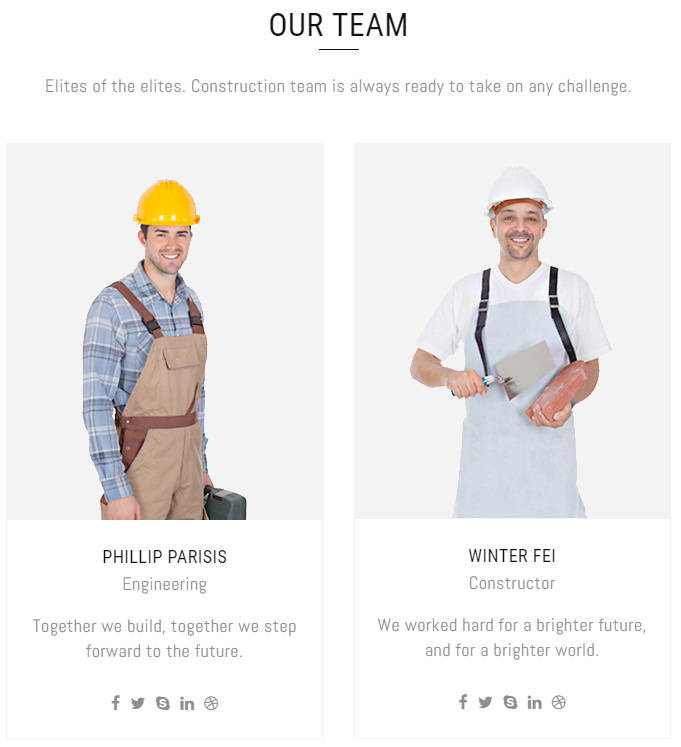 OUR TEAM
Elites of the elites. Construction team is always ready to take on any challenge.
PHILLIP PARISIS
Engineering
Together we build, together we step
forward to the future.
WINTER FEI
Constructor
We worked hard for a brighter future,
and for a brighter world.